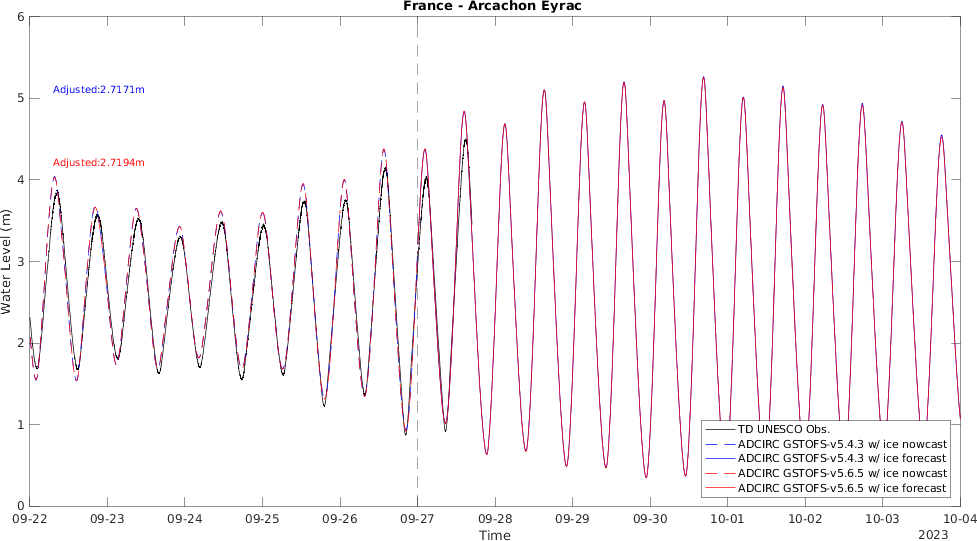 France - Arcachon Eyrac
6
5
4
3
2
1
0
Water Level (m)
Adjusted:2.7171m
Adjusted:2.7194m
TD UNESCO Obs.
ADCIRC GSTOFS-v5.4.3 w/ ice nowcast
ADCIRC GSTOFS-v5.4.3 w/ ice forecast
ADCIRC GSTOFS-v5.6.5 w/ ice nowcast
ADCIRC GSTOFS-v5.6.5 w/ ice forecast
09-22 09-23 09-24 09-25 09-26 09-27 09-28 09-29 09-30 10-01 10-02 10-03 10-04
Time
2023